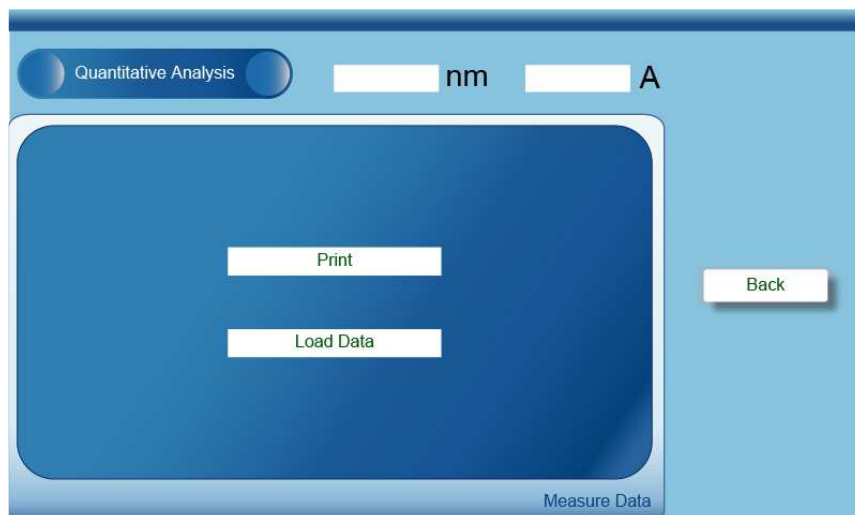 Quantitative Analysis
nm
A
Print
Load Data
Back
Measure Data